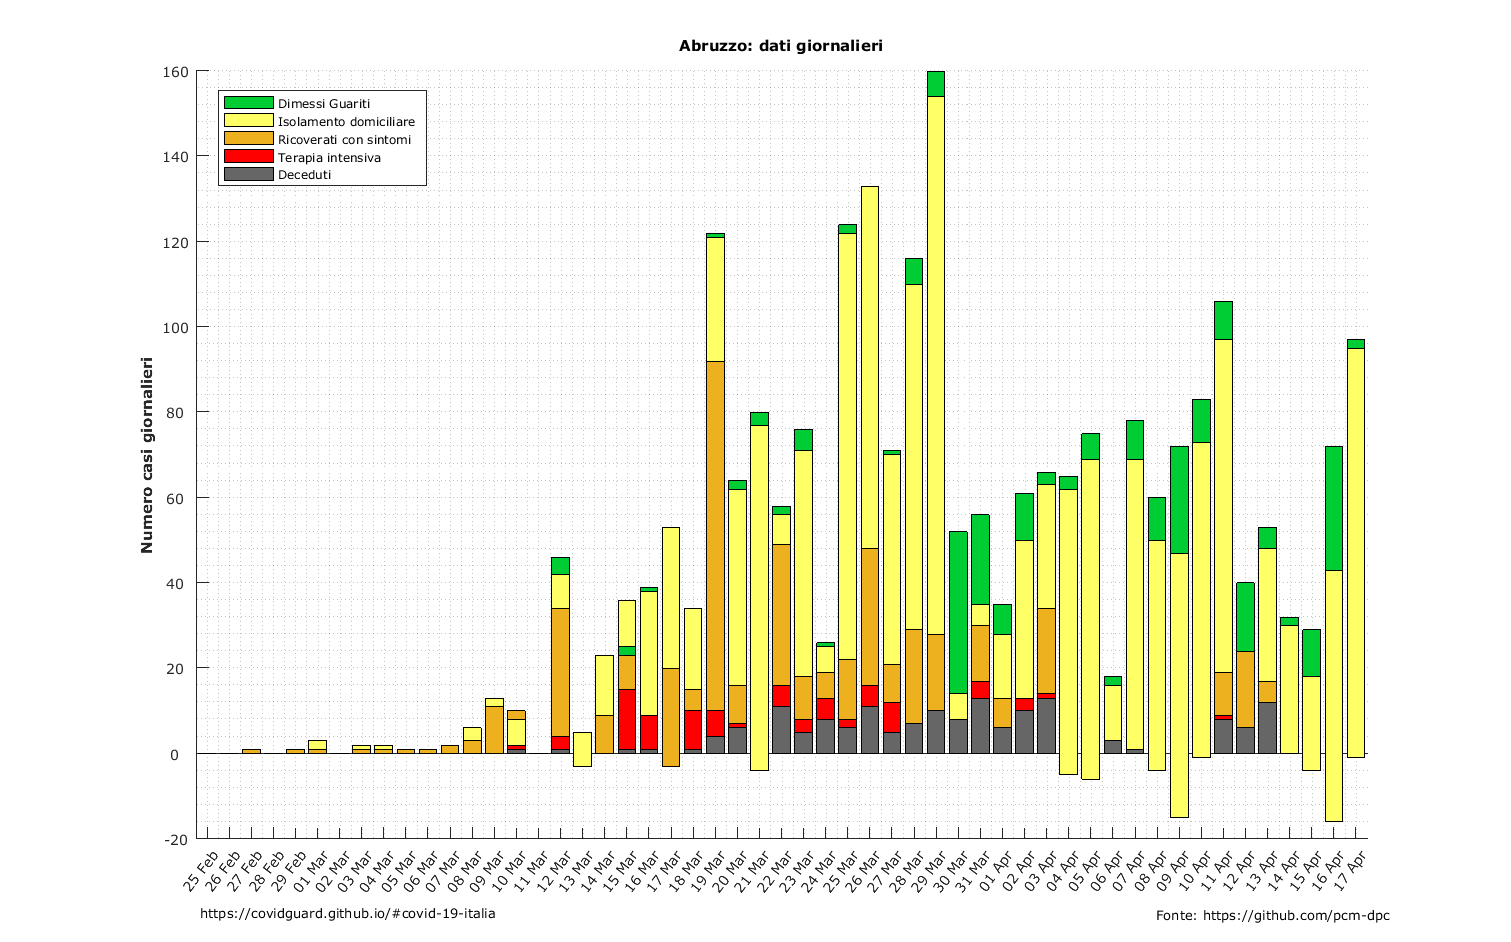 Abruzzo: dati giornalieri
Numero casi giornalieri
160
140
120
100
80
60
40
20
0
-20
Dimessi Guariti
Isolamento domiciliare
Ricoverati con sintomi
Terapia intensiva
Deceduti
25 Feb
26 Feb
27 Feb
28 Feb
29 Feb
01 Mar
02 Mar
03 Mar
04 Mar
05 Mar
06 Mar
07 Mar
08 Mar
09 Mar
10 Mar
11 Mar
12 Mar
13 Mar
14 Mar
15 Mar
16 Mar
17 Mar
18 Mar
19 Mar
20 Mar
21 Mar
22 Mar
23 Mar
24 Mar
25 Mar
26 Mar
27 Mar
28 Mar
29 Mar
30 Mar
31 Mar
01 Apr
02 Apr
03 Apr
04 Apr
05 Apr
06 Apr
07 Apr
08 Apr
09 Apr
10 Apr
11 Apr
12 Apr
13 Apr
14 Apr
15 Apr
16 Apr
17 Apr
https://covidguard.github.io/#covid-19-italia
Fonte: https://github.com/pcm-dpc